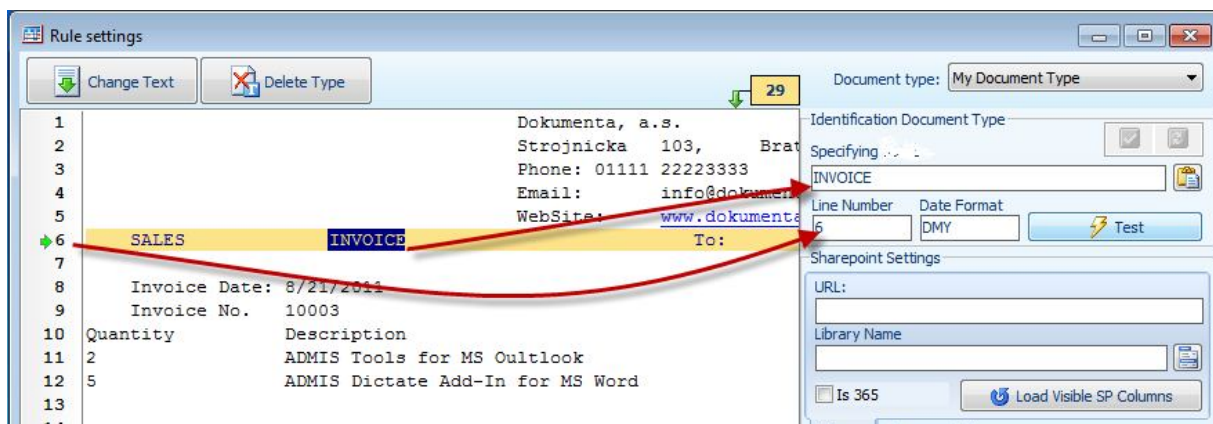 Rule settings
Change Text
Delete Type
29
Document type:
My Document Type
1 Dokumenta, a.s.
2 Strojnicka 103, Brat
3 Phone: 01111 22223333
4 Email: info@dokumen
5 WebSite: www.dokumenta
6 SALES INVOICE To:
7
8 Invoice Date: 8/21/2011
9 Invoice No. 10003
10 Quantity Description
11 2 ADMIS Tools for MS Oultlook
12 5 ADMIS Dictate Add-In for MS Word
13
Identification Document Type
Specifying
INVOICE
Line Number Date Format
6 DMY Test
Sharepoint Settings
URL:
Library Name
Is 365 Load Visible SP Columns